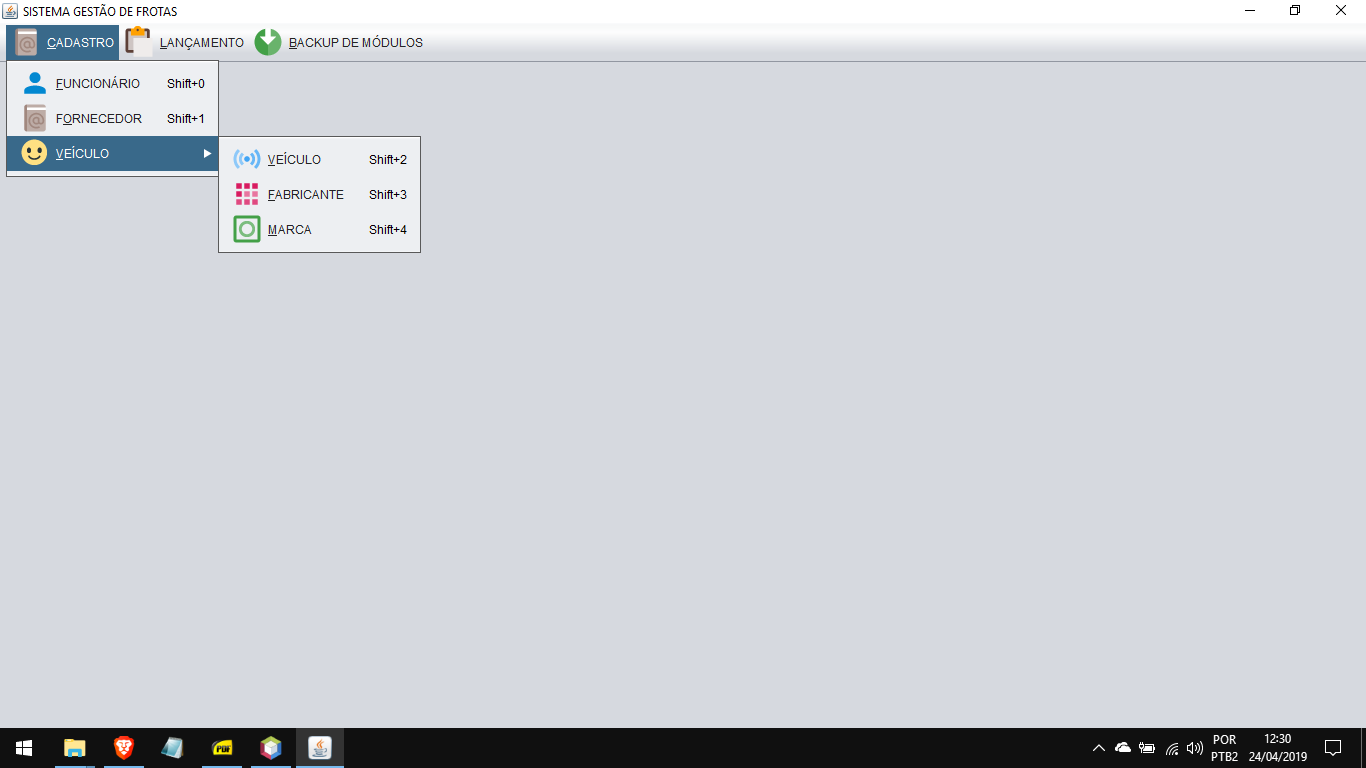 SISTEMA GESTÃO DE FROTAS
CADASTRO LANÇAMENTO BACKUP DE MÓDULOS
FUNCIONÁRIO Shift+0
FORNECEDOR Shift+1
VEÍCULO
VEÍCULO Shift+2
FABRICANTE Shift+3
MARCA Shift+4
PDF
POR 12:30
PTB2 24/04/2019